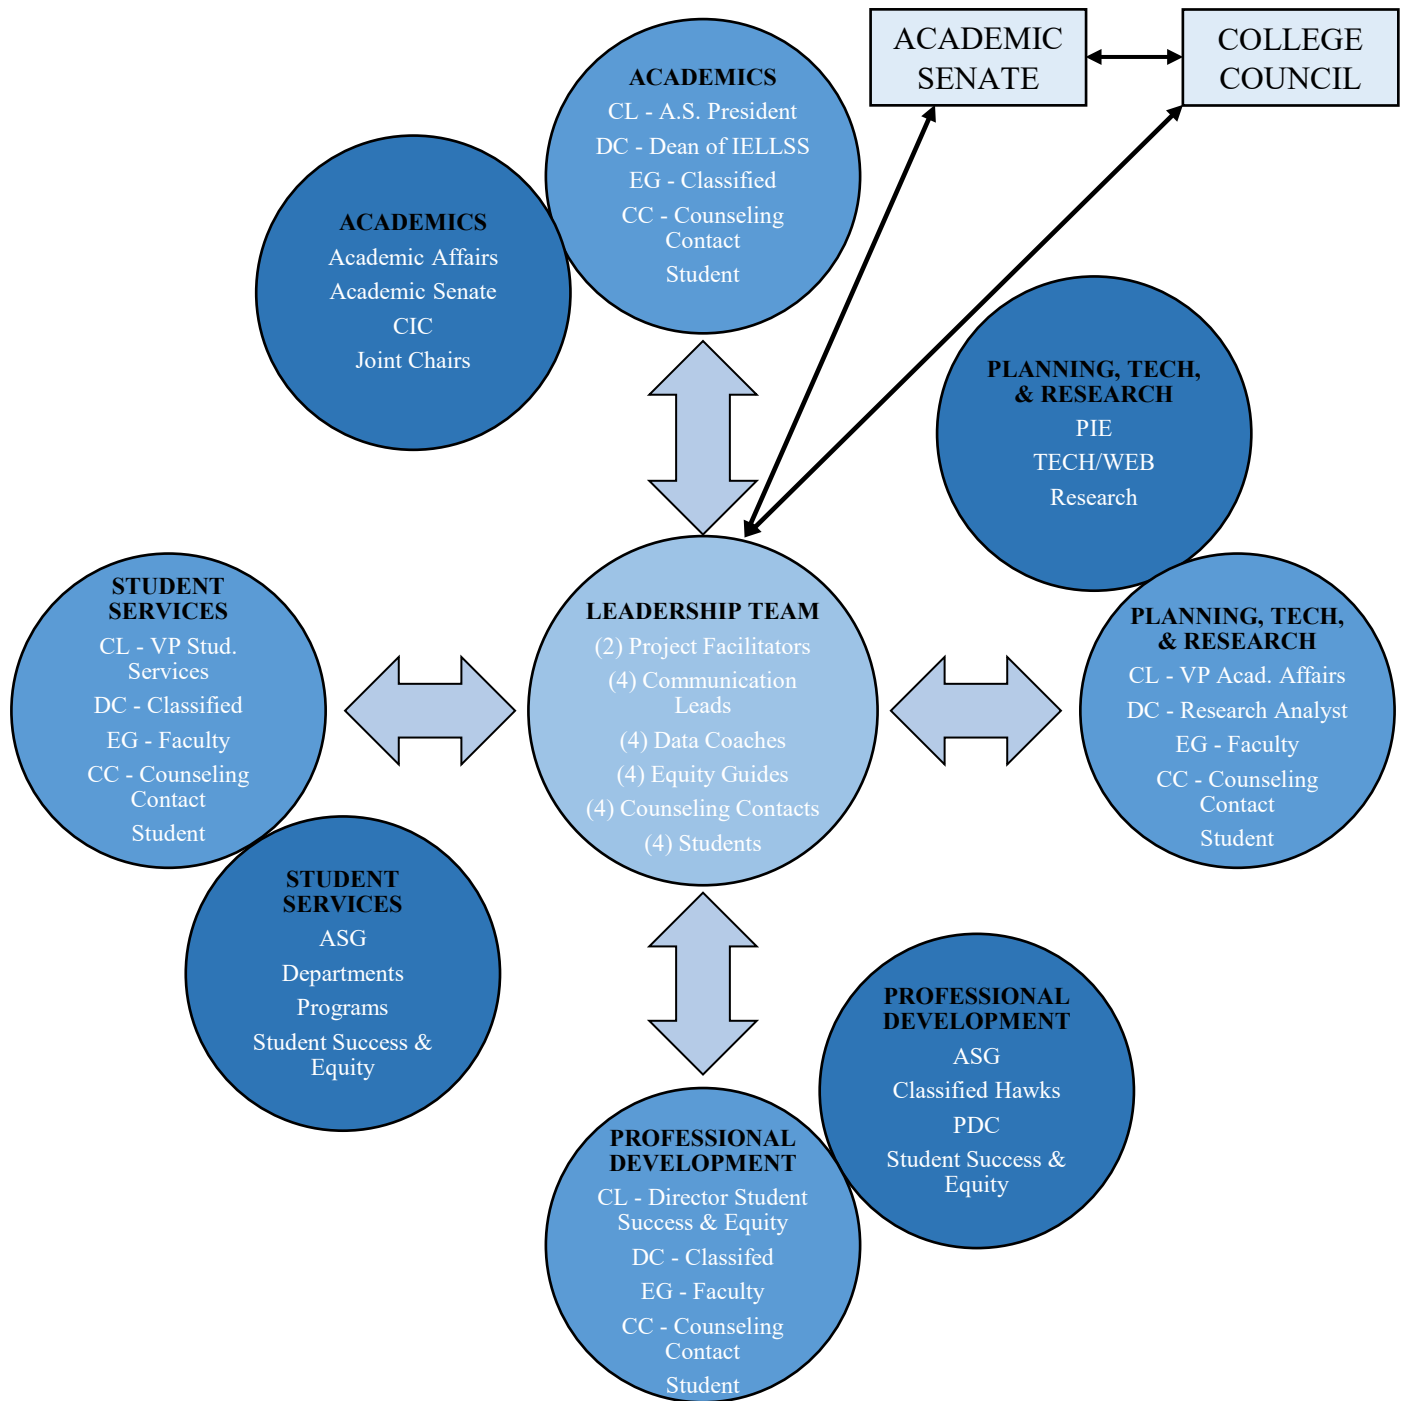 ACADEMIC
SENATE
COLLEGE
COUNCIL
ACADEMICS
CL - A.S. President
DC - Dean of IELLSS
EG - Classified
CC - Counseling
Contact
Student
ACADEMICS
Academic Affairs
Academic Senate
CIC
Joint Chairs
PLANNING, TECH,
& RESEARCH
PIE
TECH/WEB
Research
STUDENT
SERVICES
CL - VP Stud.
Services
DC - Classified
EG - Faculty
CC - Counseling
Contact
Student
LEADERSHIP TEAM
(2) Project Facilitators
(4) Communication
Leads
(4) Data Coaches
(4) Equity Guides
(4) Counseling Contacts
(4) Students
PLANNING, TECH,
& RESEARCH
CL - VP Acad. Affairs
DC - Research Analyst
EG - Faculty
CC - Counseling
Contact
Student
STUDENT
SERVICES
ASG
Departments
Programs
Student Success &
Equity
PROFESSIONAL
DEVELOPMENT
ASG
Classified Hawks
PDC
Student Success &
Equity
PROFESSIONAL
DEVELOPMENT
CL - Director Student
Success & Equity
DC - Classifed
EG - Faculty
CC - Counseling
Contact
Student